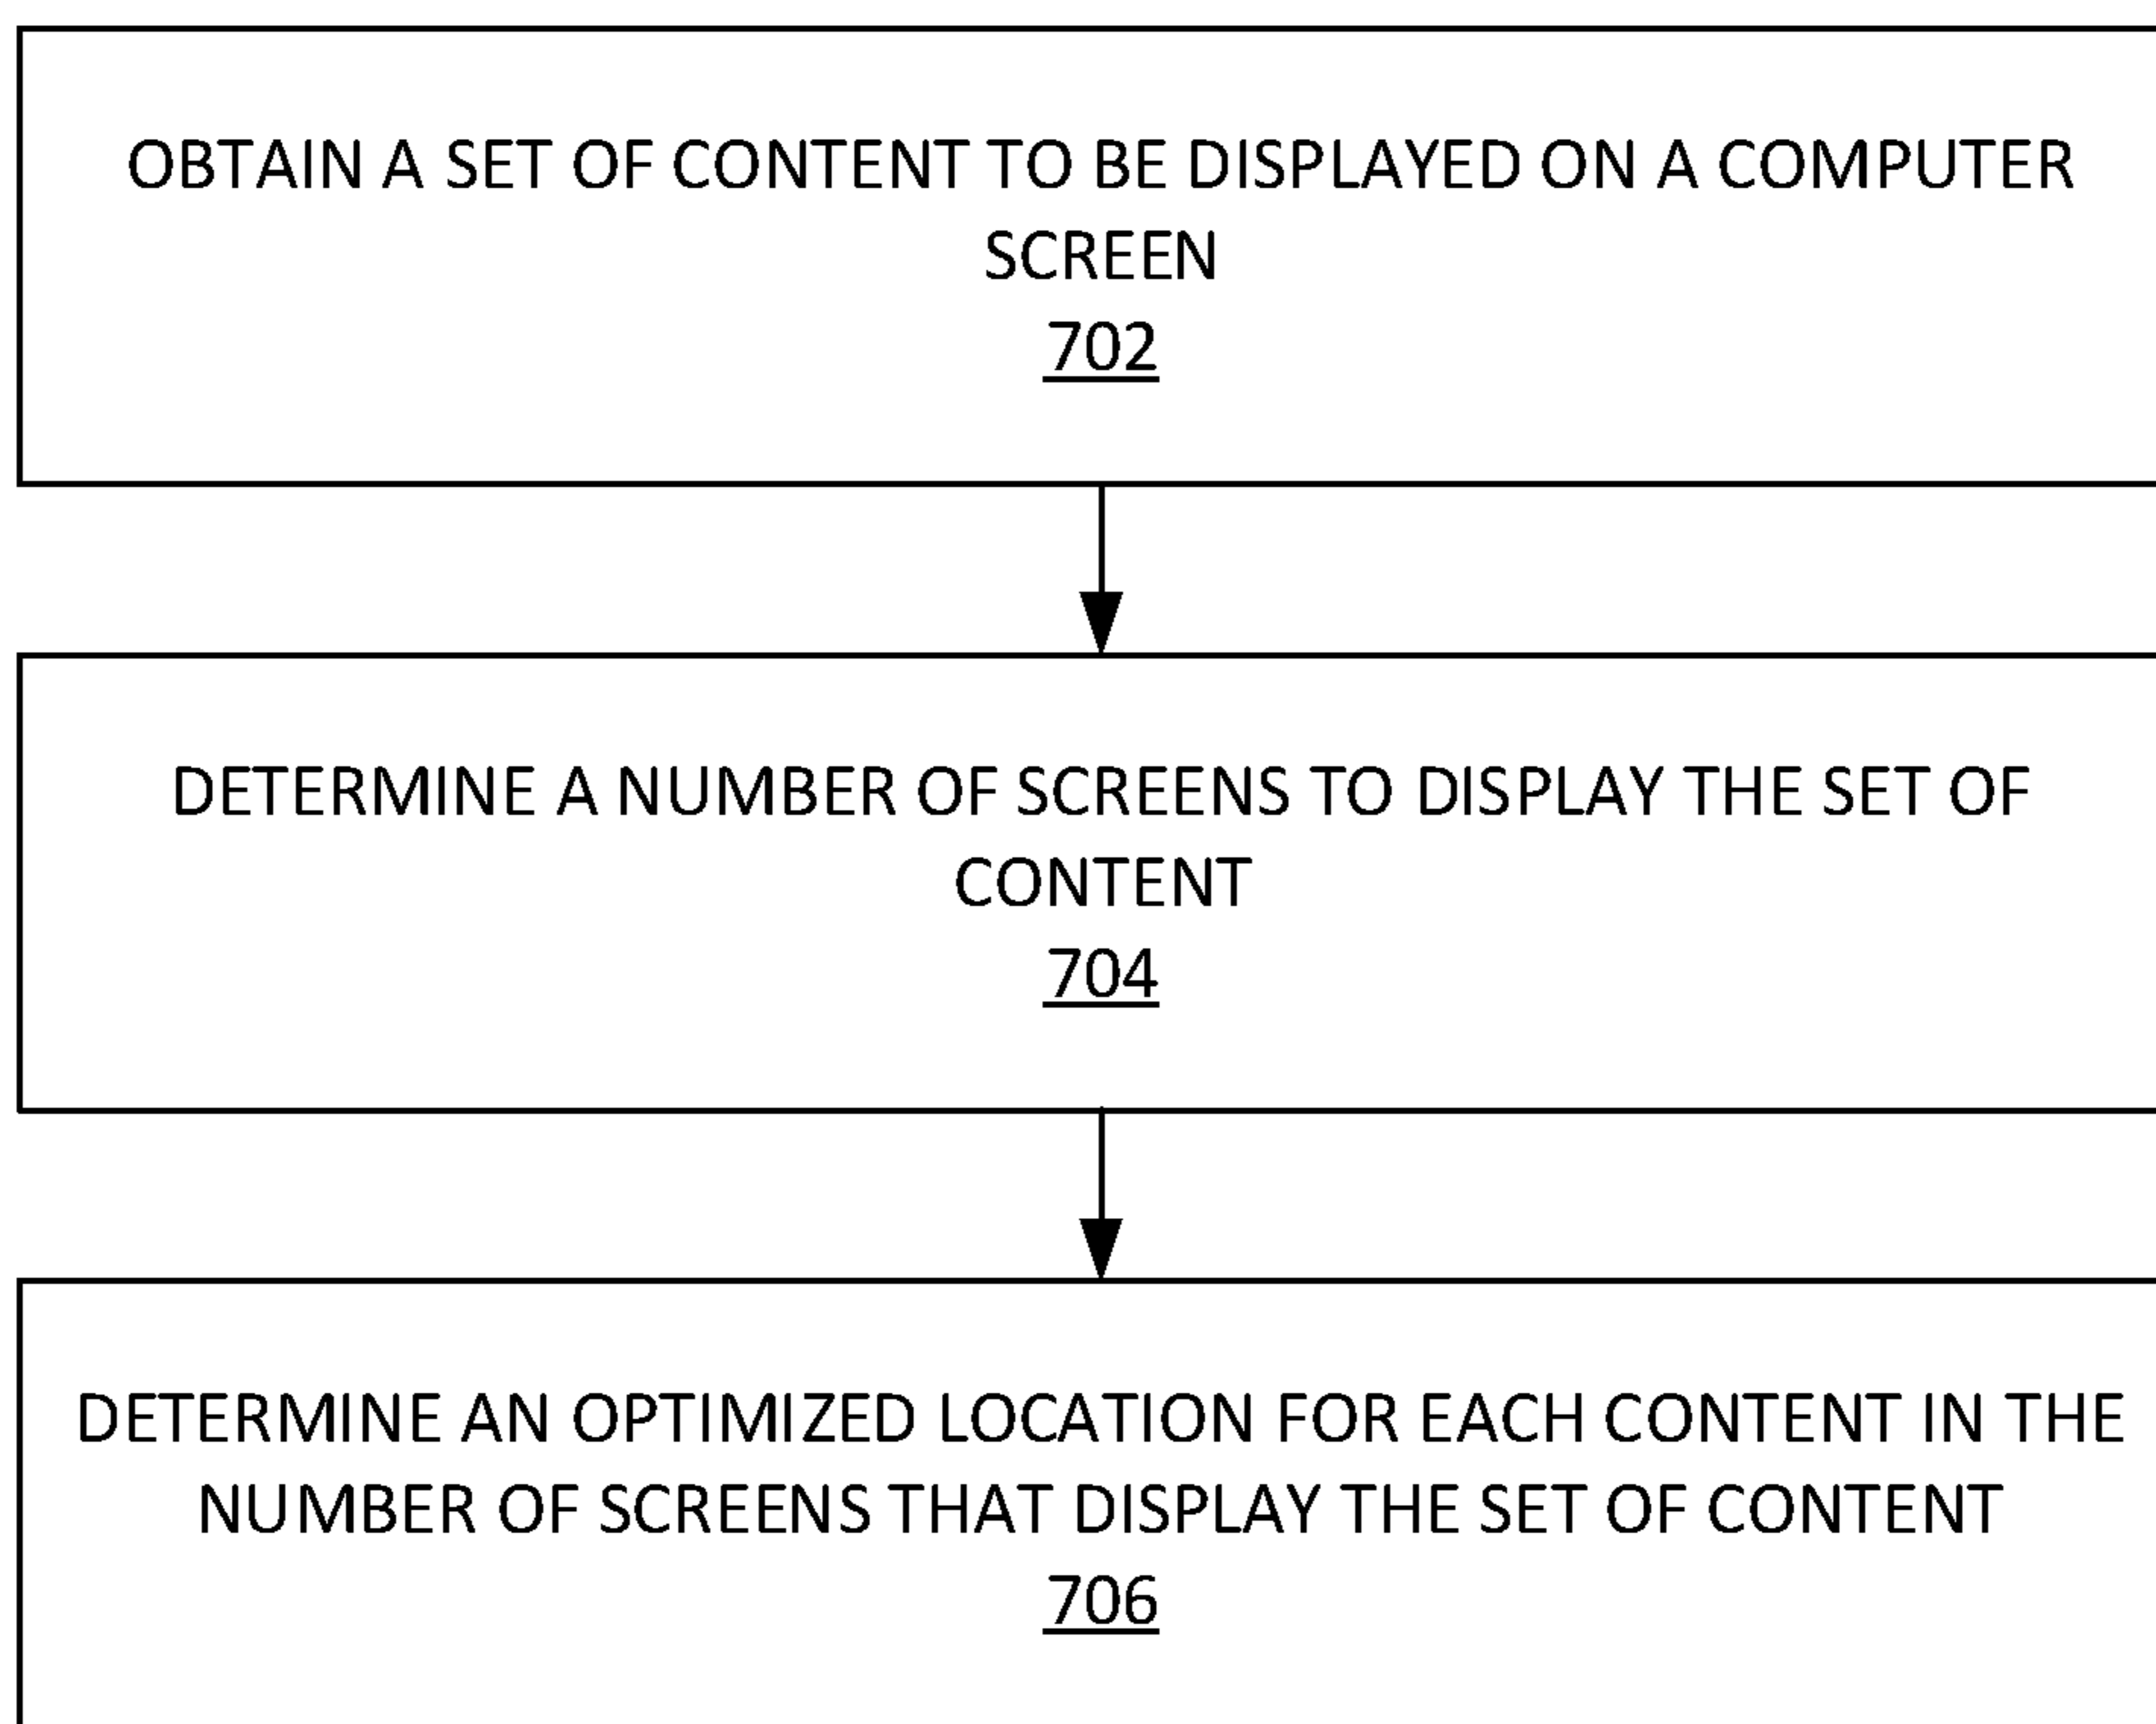 OBTAIN A SET OF CONTENT TO BE DISPLAYED ON A COMPUTER
SCREEN
702
DETERMINE A NUMBER OF SCREENS TO DISPLAY THE SET OF
CONTENT
704
DETERMINE AN OPTIMIZED LOCATION FOR EACH CONTENT IN THE
NUMBER OF SCREENS THAT DISPLAY THE SET OF CONTENT
706